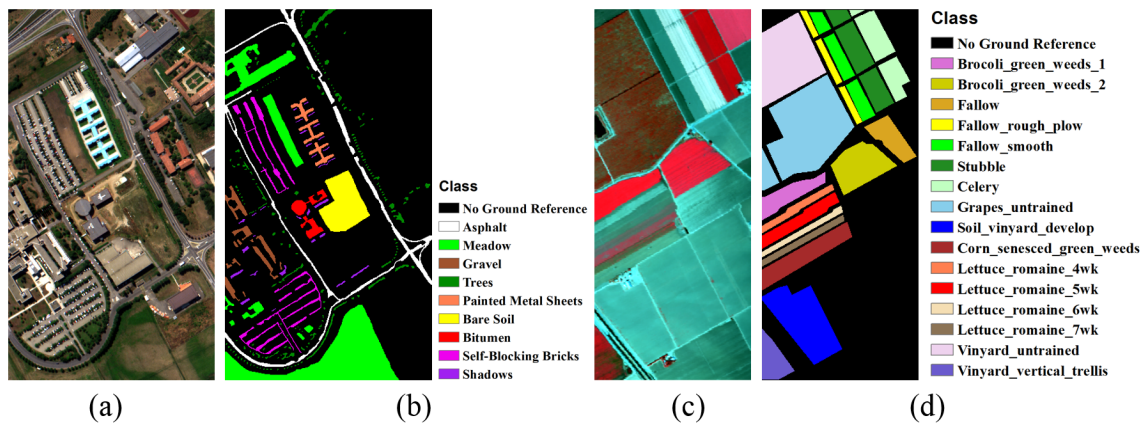 Class
No Ground Reference
Asphalt
Meadow
Gravel
Trees
Painted Metal Sheets
Bare Soil
Bitumen
Self-Blocking Bricks
Shadows
Class
No Ground Reference
Brocoli_green_weeds_1
Brocoli_green_weeds_2
Fallow
Fallow_rough_plow
Fallow_smooth
Stubble
Celery
Grapes_untrained
Soil_vinyard_develop
Corn_senesced_green_weeds
Lettuce_romaine_4wk
Lettuce_romaine_5wk
Lettuce_romaine_6wk
Lettuce_romaine_7wk
Vinyard_untrained
Vinyard_vertical_trellis
(a) (b) (c) (d)